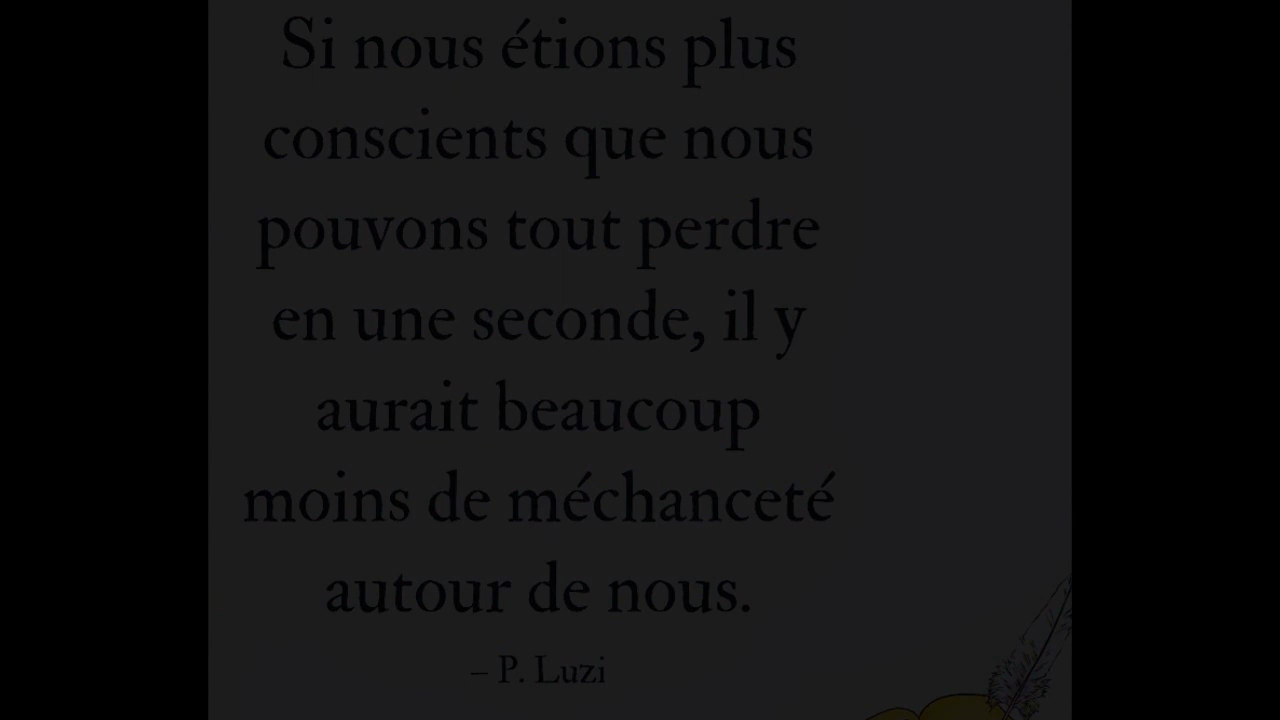 Si nous étions plus
conscients que nous
pouvons tout perdre
en une seconde, il y
aurait beaucoup
moins de méchanceté
autour de nous.
– P. Luzi